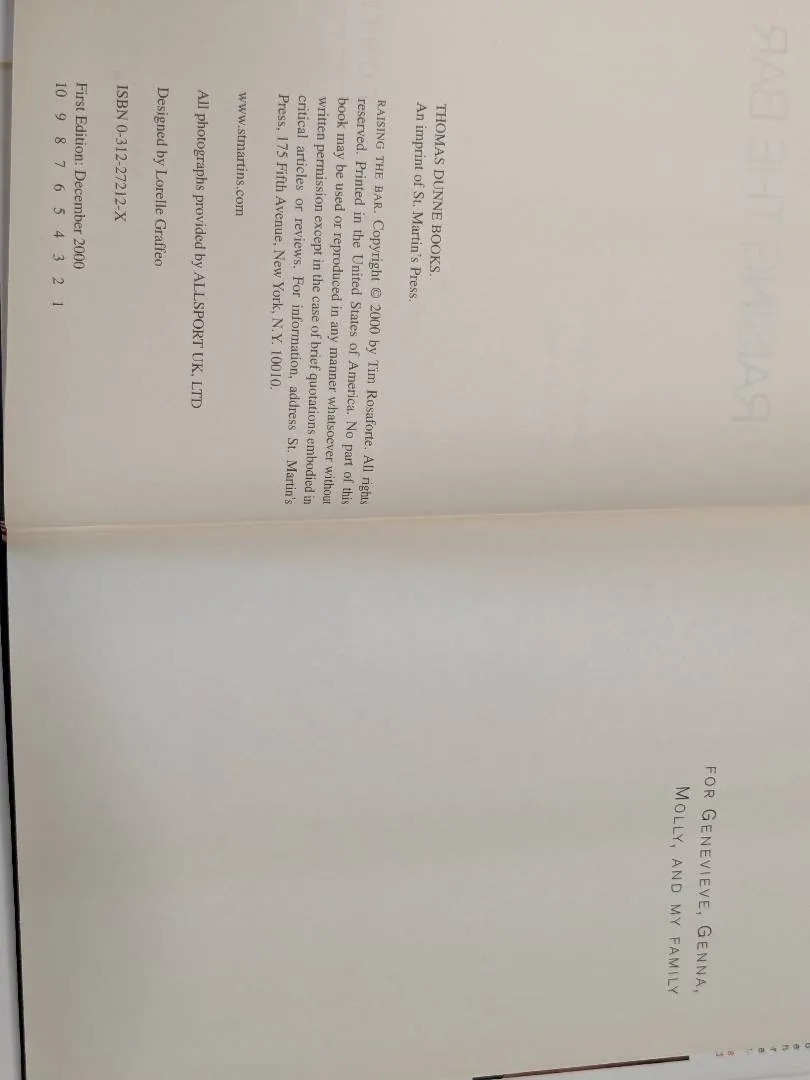 THOMAS DUNNE BOOKS.
An imprint of St. Martin's Press.
RAISING THE BAR. Copyright © 2000 by Tim Rosaforte. All rights
reserved. Printed in the United States of America. No part of this
book may be used or reproduced in any manner whatsoever without
written permission except in the case of brief quotations embodied in
critical articles or reviews. For information, address St. Martin's
Press, 175 Fifth Avenue, New York, N.Y. 10010.
www.stmartins.com
All photographs provided by ALLSPORT UK, LTD
Designed by Lorelle Graffeo
ISBN 0-312-27212-X
First Edition: December 2000
10 9 8 7 6 5 4 3 2 1
FOR GENEVIEVE, GENNA,
MOLLY, AND MY FAMILY